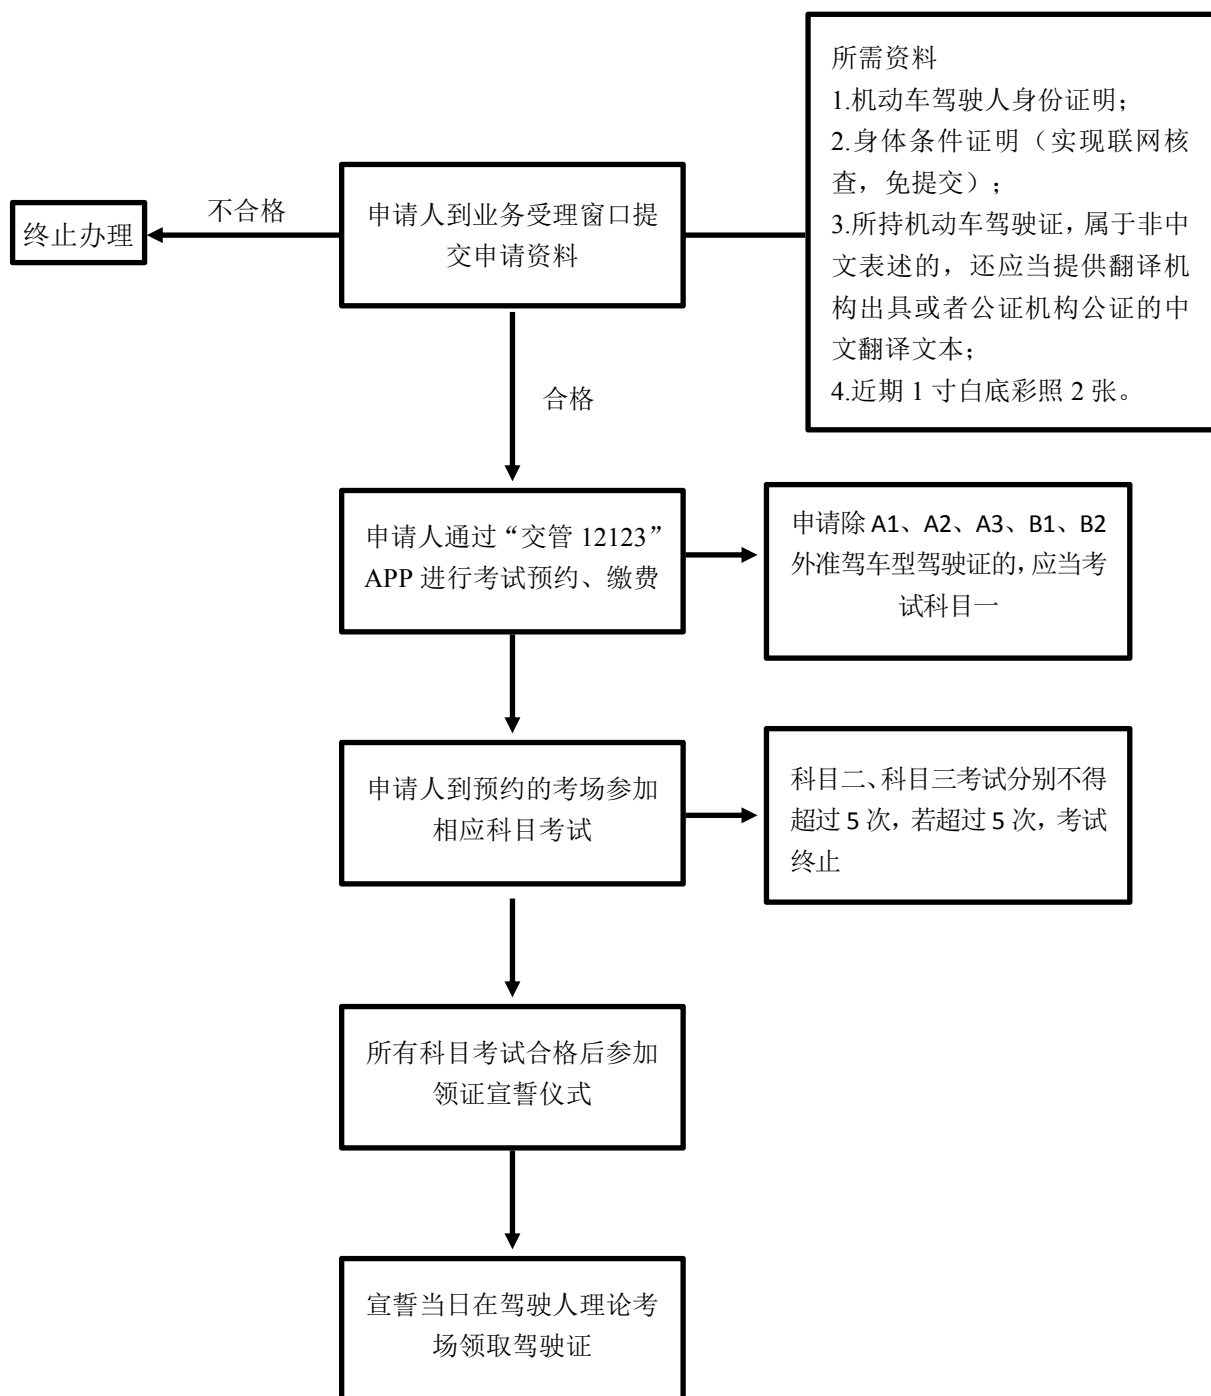 所需资料
1.机动车驾驶人身份证明；
2.身体条件证明（实现联网核
查，免提交）；
3.所持机动车驾驶证，属于非中
文表述的，还应当提供翻译机
构出具或者公证机构公证的中
文翻译文本；
4.近期 1 寸白底彩照 2 张。
不合格
终止办理
申请人到业务受理窗口提
交申请资料
合格
申请人通过“交管 12123”
APP 进行考试预约、缴费
申请除 A1、A2、A3、B1、B2
外准驾车型驾驶证的，应当考
试科目一
申请人到预约的考场参加
相应科目考试
科目二、科目三考试分别不得
超过 5 次，若超过 5 次，考试
终止
所有科目考试合格后参加
领证宣誓仪式
宣誓当日在驾驶人理论考
场领取驾驶证